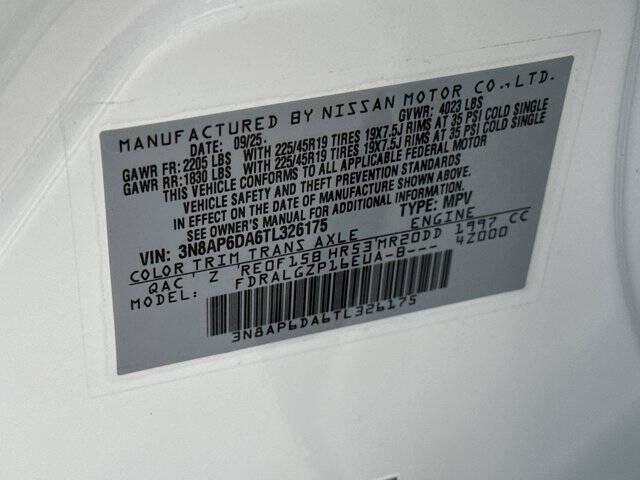 MANUFACTURED BY NISSAN MOTOR CO.,LTD.
DATE: 09/25 GVWR: 4023 LBS
GAWR FR: 2205 LBS WITH 225/45R19 TIRES 19X7.5J RIMS AT 35 PSI COLD SINGLE
GAWR RR: 1830 LBS WITH 225/45R19 TIRES 19X7.5J RIMS AT 35 PSI COLD SINGLE
THIS VEHICLE CONFORMS TO ALL APPLICABLE FEDERAL MOTOR
VEHICLE SAFETY AND THEFT PREVENTION STANDARDS
IN EFFECT ON THE DATE OF MANUFACTURE SHOWN ABOVE.
SEE OWNER'S MANUAL FOR ADDITIONAL INFORMATION.
VIN: 3N8AP6DA6TL326175 TYPE: MPV
COLOR TRIM TRANS AXLE ENGINE
QAC' Z 'RE0F15B HR53'MR20DD 1997 CC
MODEL: FDRALGZP16EUA-B--- 4Z000
3N8AP6DA6TL326175